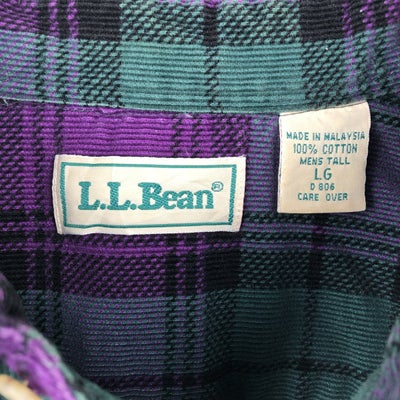 L.L.Bean®
MADE IN MALAYSIA
100% COTTON
MENS TALL
LG
D 806
CARE OVER